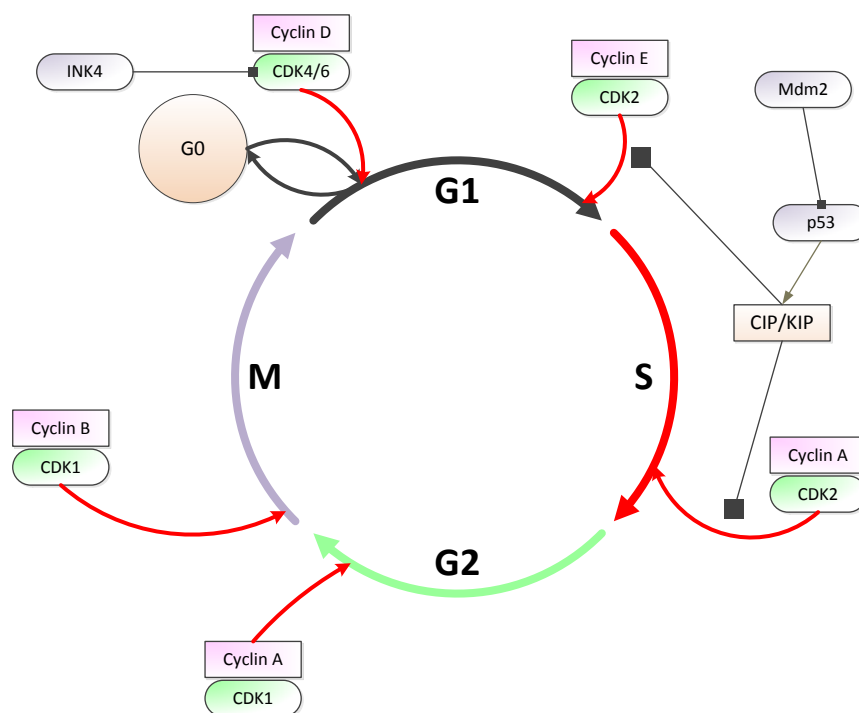 Cyclin D
CDK4/6
INK4
Cyclin E
CDK2
Mdm2
G0
G1
p53
CIP/KIP
M
S
Cyclin B
CDK1
Cyclin A
CDK2
G2
Cyclin A
CDK1